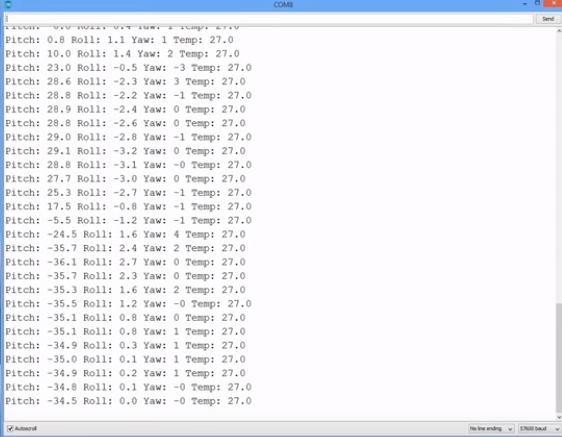 COM8
Send
Pitch: 0.8 Roll: 1.1 Yaw: 1 Temp: 27.0
Pitch: 10.0 Roll: 1.4 Yaw: 2 Temp: 27.0
Pitch: 23.0 Roll: -0.5 Yaw: -3 Temp: 27.0
Pitch: 28.6 Roll: -2.3 Yaw: 3 Temp: 27.0
Pitch: 28.8 Roll: -2.2 Yaw: -1 Temp: 27.0
Pitch: 28.9 Roll: -2.4 Yaw: 0 Temp: 27.0
Pitch: 28.8 Roll: -2.6 Yaw: 0 Temp: 27.0
Pitch: 29.0 Roll: -2.8 Yaw: -1 Temp: 27.0
Pitch: 29.1 Roll: -3.2 Yaw: 0 Temp: 27.0
Pitch: 28.8 Roll: -3.1 Yaw: -0 Temp: 27.0
Pitch: 27.7 Roll: -3.0 Yaw: 0 Temp: 27.0
Pitch: 25.3 Roll: -2.7 Yaw: -1 Temp: 27.0
Pitch: 17.5 Roll: -0.8 Yaw: -1 Temp: 27.0
Pitch: -5.5 Roll: -1.2 Yaw: -1 Temp: 27.0
Pitch: -24.5 Roll: 1.6 Yaw: 4 Temp: 27.0
Pitch: -35.7 Roll: 2.4 Yaw: 2 Temp: 27.0
Pitch: -36.1 Roll: 2.7 Yaw: 0 Temp: 27.0
Pitch: -35.7 Roll: 2.3 Yaw: 0 Temp: 27.0
Pitch: -35.3 Roll: 1.6 Yaw: 2 Temp: 27.0
Pitch: -35.5 Roll: 1.2 Yaw: -0 Temp: 27.0
Pitch: -35.1 Roll: 0.8 Yaw: 0 Temp: 27.0
Pitch: -35.1 Roll: 0.8 Yaw: 1 Temp: 27.0
Pitch: -34.9 Roll: 0.3 Yaw: 1 Temp: 27.0
Pitch: -35.0 Roll: 0.1 Yaw: 1 Temp: 27.0
Pitch: -34.9 Roll: 0.2 Yaw: 1 Temp: 27.0
Pitch: -34.8 Roll: 0.1 Yaw: -0 Temp: 27.0
Pitch: -34.5 Roll: 0.0 Yaw: -0 Temp: 27.0
Autoscroll
No line ending
57600 baud